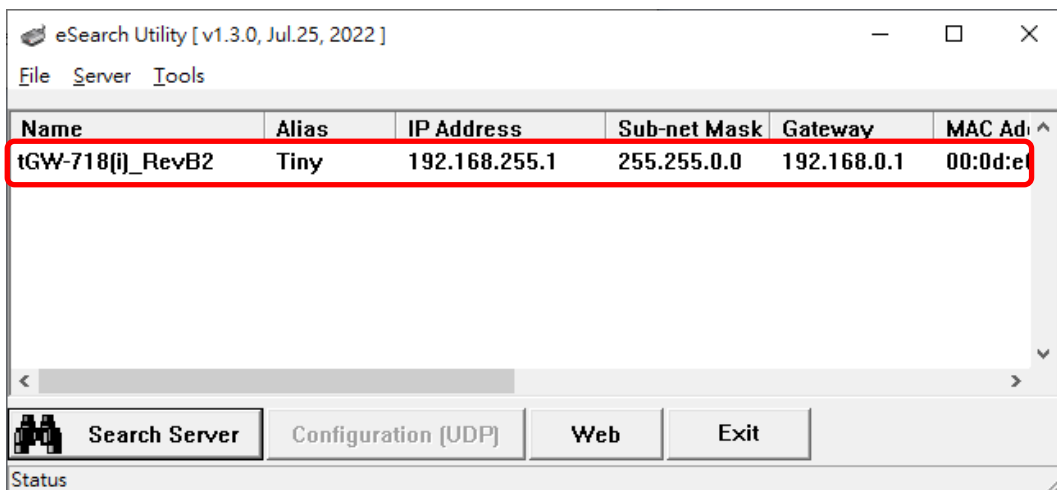 eSearch Utility [ v1.3.0, Jul.25, 2022 ]
File Server Tools
Name Alias IP Address Sub-net Mask Gateway MAC
tGW-718(i)_RevB2 Tiny 192.168.255.1 255.255.0.0 192.168.0.1
Search Server Configuration (UDP) Web Exit
Status